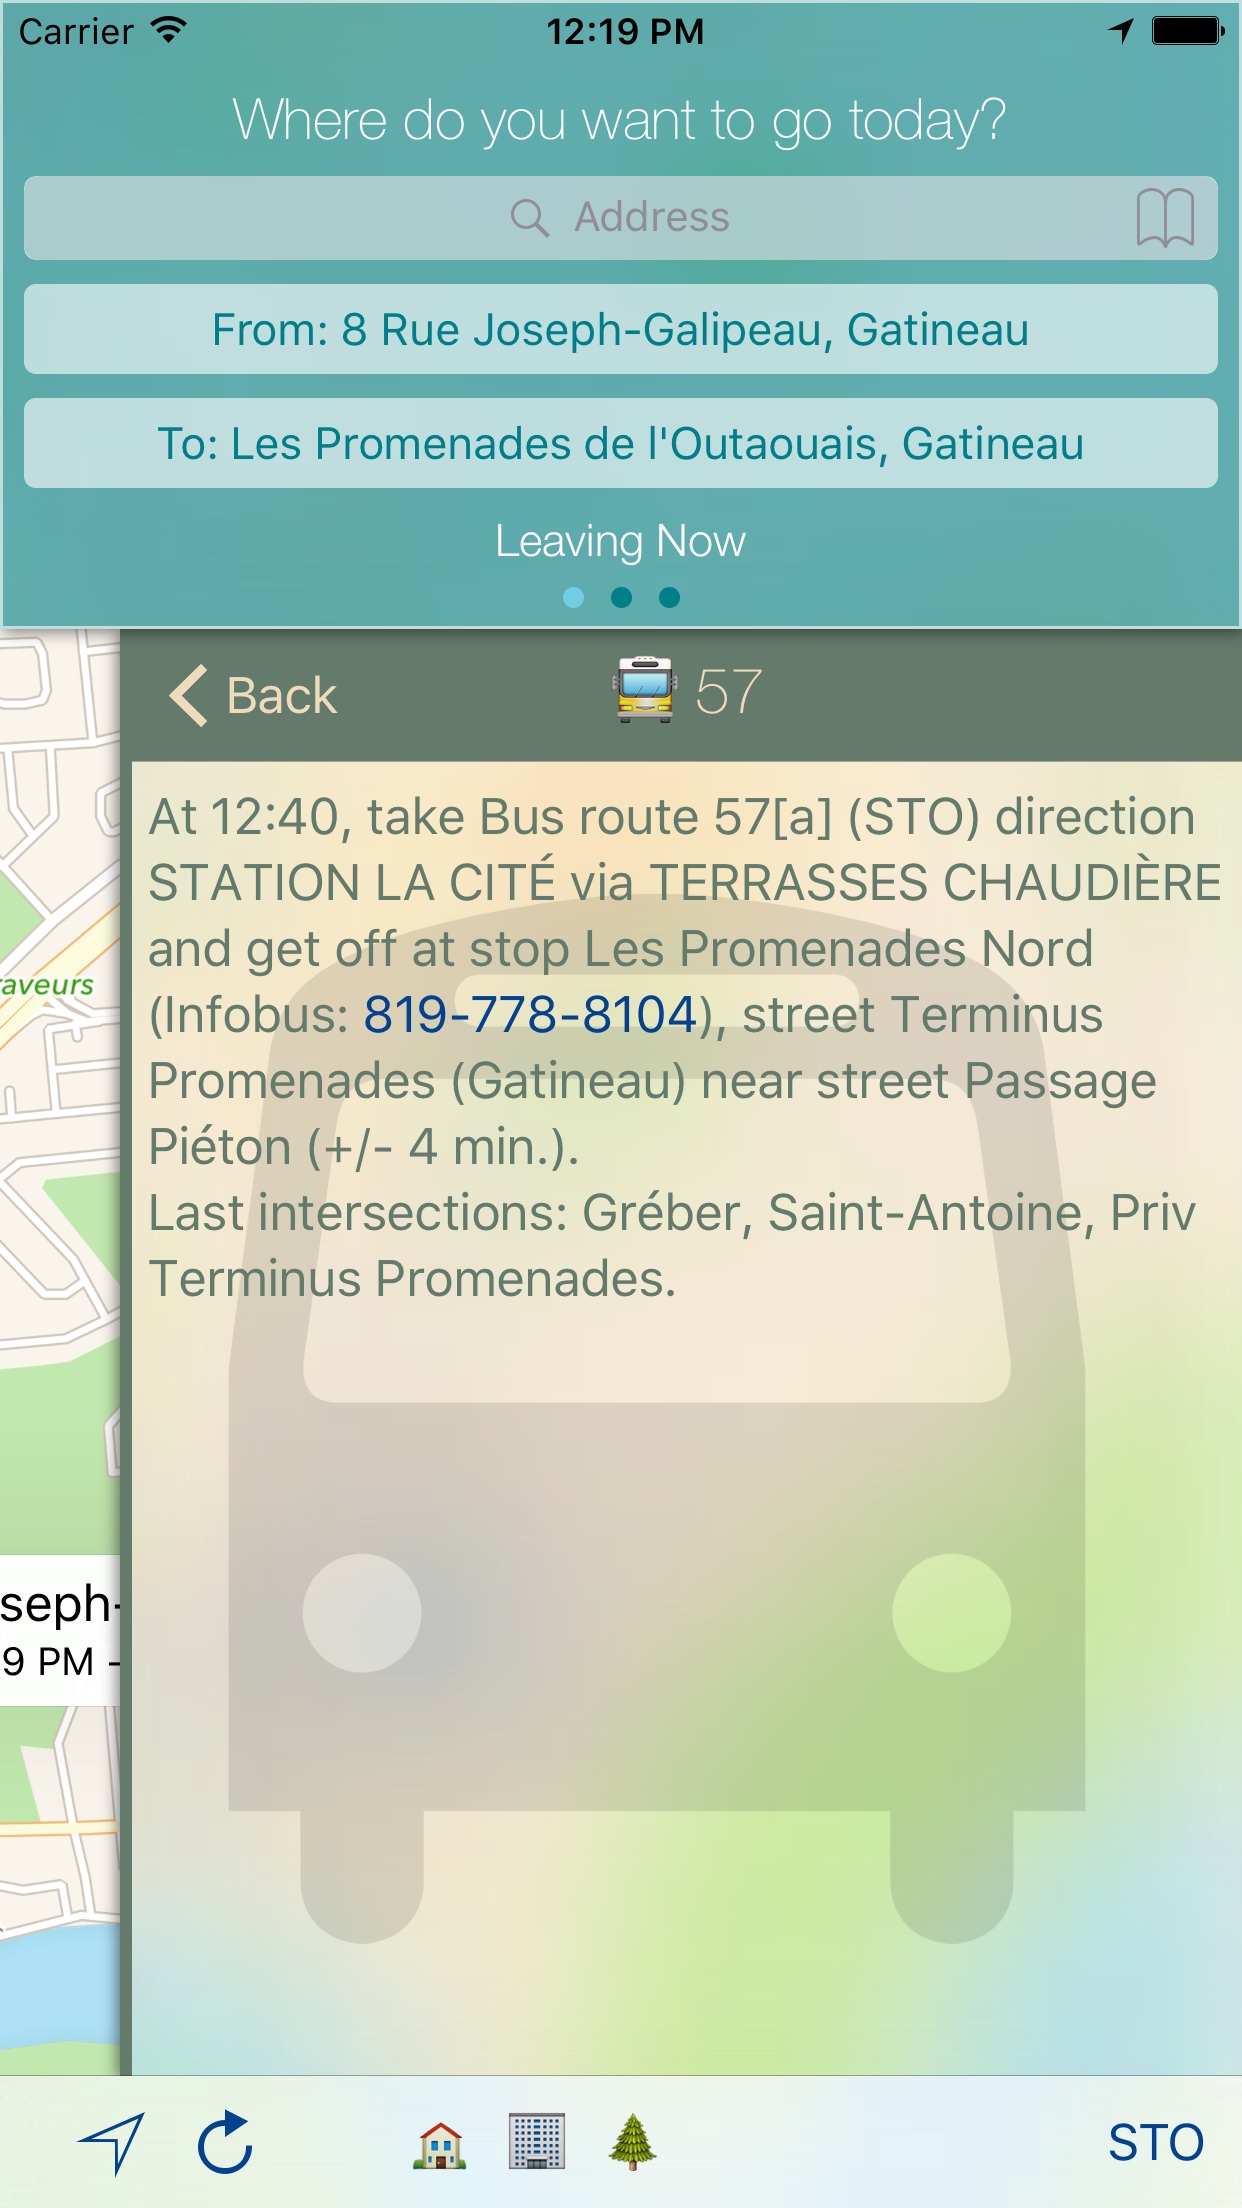 Carrier 12:19 PM
Where do you want to go today?
Address
From: 8 Rue Joseph-Galipeau, Gatineau
To: Les Promenades de l'Outaouais, Gatineau
Leaving Now
Back 57
At 12:40, take Bus route 57[a] (STO) direction
STATION LA CITÉ via TERRASSES CHAUDIÈRE
and get off at stop Les Promenades Nord
(Infobus: 819-778-8104), street Terminus
Promenades (Gatineau) near street Passage
Piéton (+/- 4 min.).
Last intersections: Gréber, Saint-Antoine, Priv
Terminus Promenades.
raveurs
seph-
9 PM -
STO